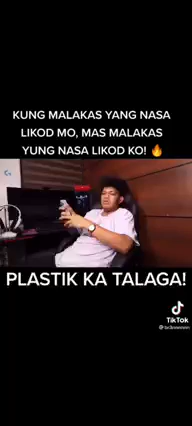 KUNG MALAKAS YANG NASA
LIKOD MO, MAS MALAKAS
YUNG NASA LIKOD KO! 🔥
PLASTIK KA TALAGA!
TikTok